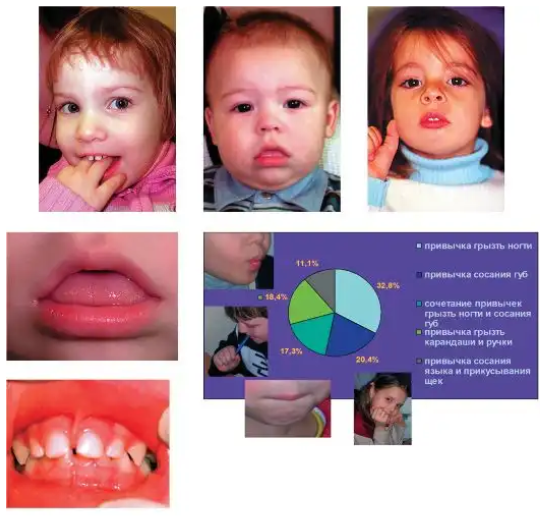 11,1%
18,4%
32,8%
17,3%
20,4%
привычка грызть ногти
привычка сосания губ
сочетание привычек
грызть ногти и сосания
губ
привычка грызть
карандаши и ручки
привычка сосания
языка и прикусывания
щек